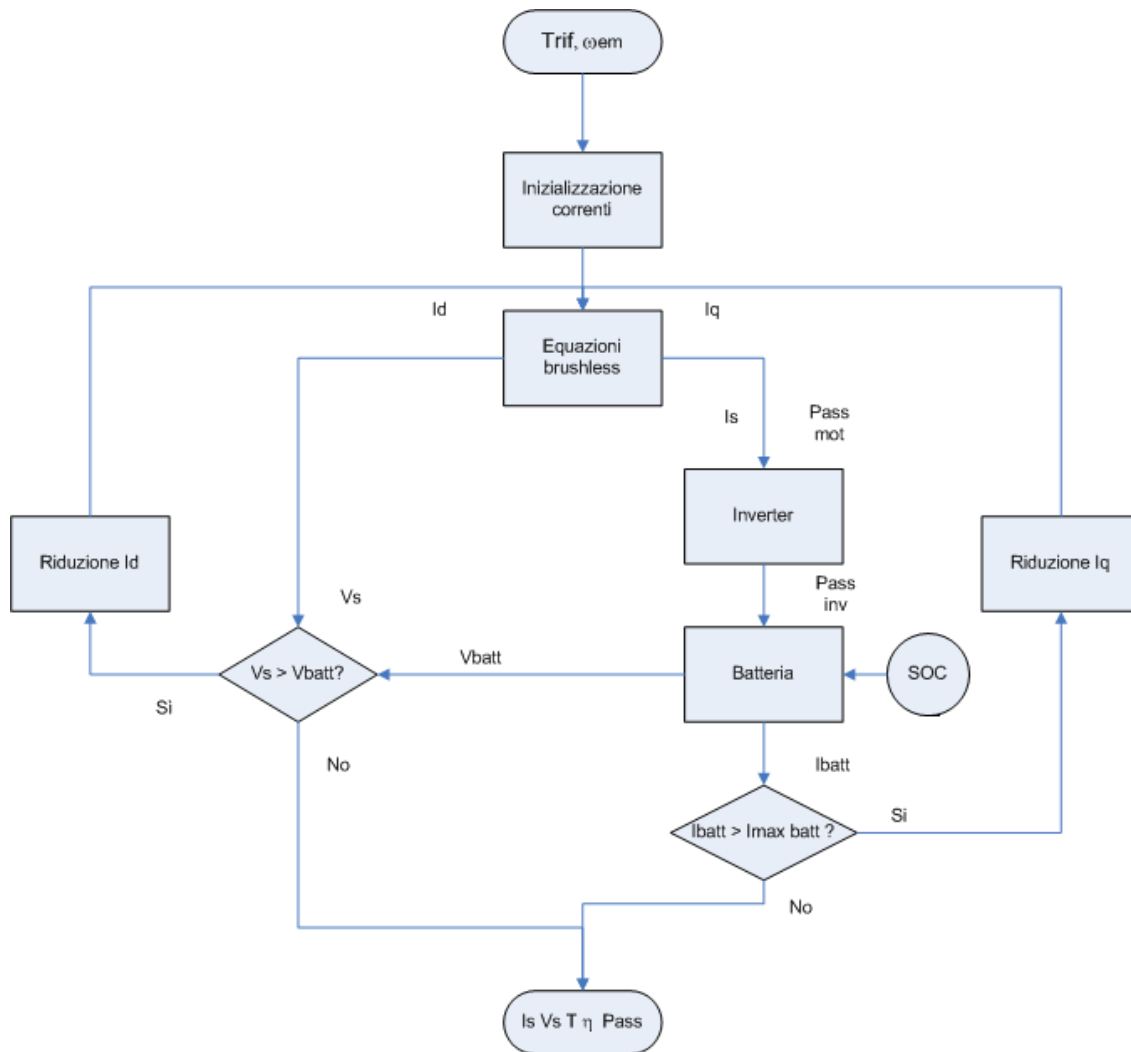 Trif, ωem
Inizializzazione
correnti
Id
Iq
Equazioni
brushless
Is
Pass
mot
Inverter
Riduzione Id
Riduzione Iq
Pass
inv
Vs
Vbatt
Vs > Vbatt?
Batteria
SOC
Sì
No
Ibatt
Ibatt > Imax batt ?
Si
No
Is Vs T η Pass